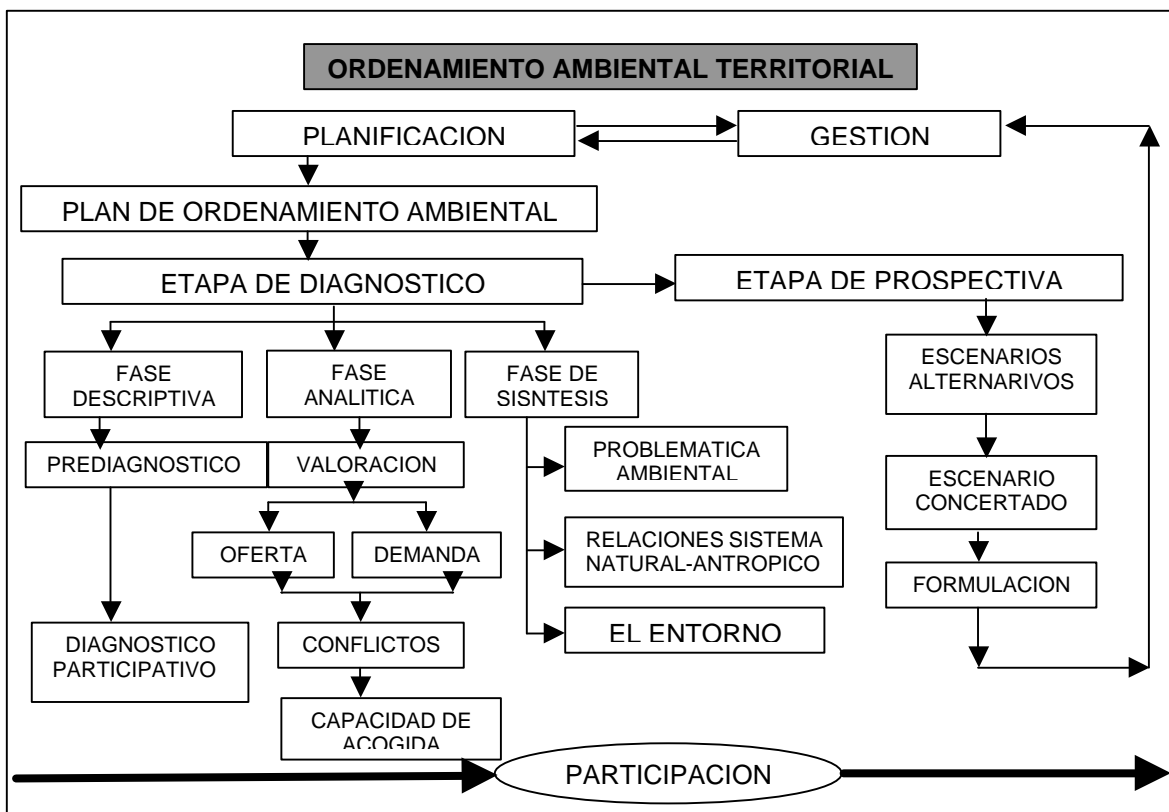 ORDENAMIENTO AMBIENTAL TERRITORIAL
PLANIFICACION
GESTION
PLAN DE ORDENAMIENTO AMBIENTAL
ETAPA DE DIAGNOSTICO
ETAPA DE PROSPECTIVA
FASE
DESCRIPTIVA
FASE
ANALITICA
FASE DE
SISNTESIS
ESCENARIOS
ALTERNARIVOS
PREDIAGNOSTICO
VALORACION
PROBLEMATICA
AMBIENTAL
ESCENARIO
CONCERTADO
OFERTA
DEMANDA
RELACIONES SISTEMA
NATURAL-ANTROPICO
FORMULACION
DIAGNOSTICO
PARTICIPATIVO
CONFLICTOS
EL ENTORNO
CAPACIDAD DE
ACOGIDA
PARTICIPACION